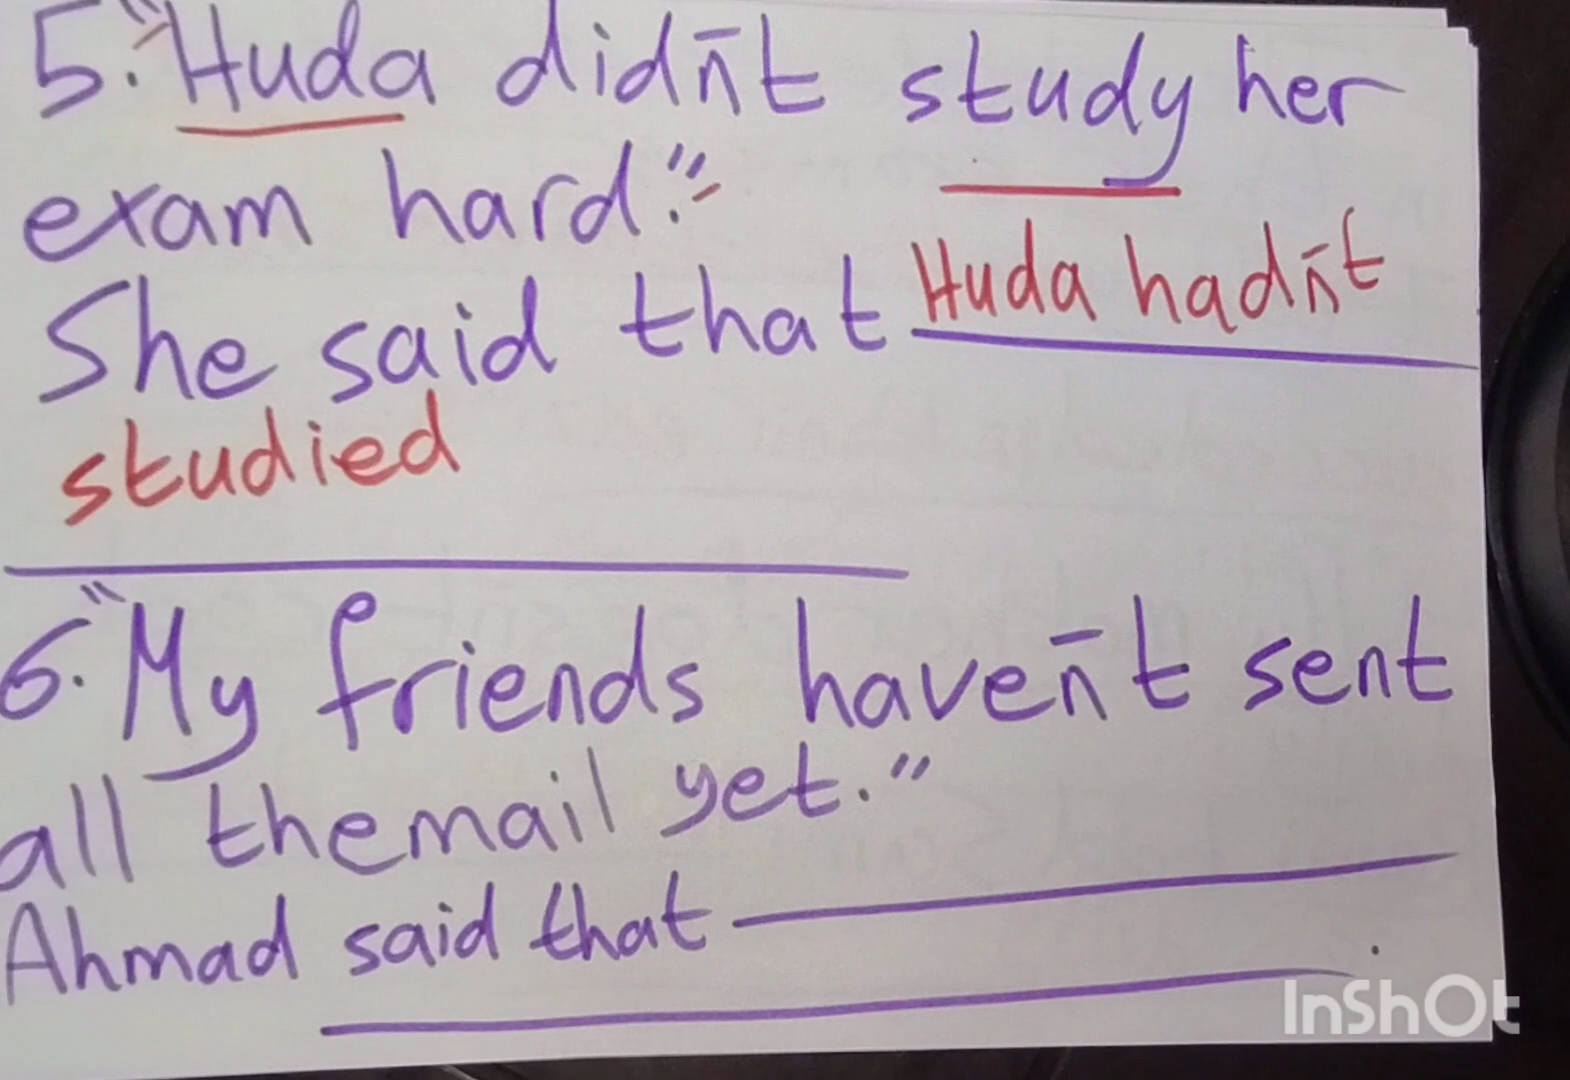 5. "Huda didn't study her
exam hard."
She said that Huda hadn't
studied
6. "My friends haven't sent
all the mail yet."
Ahmad said that
.
InShOt